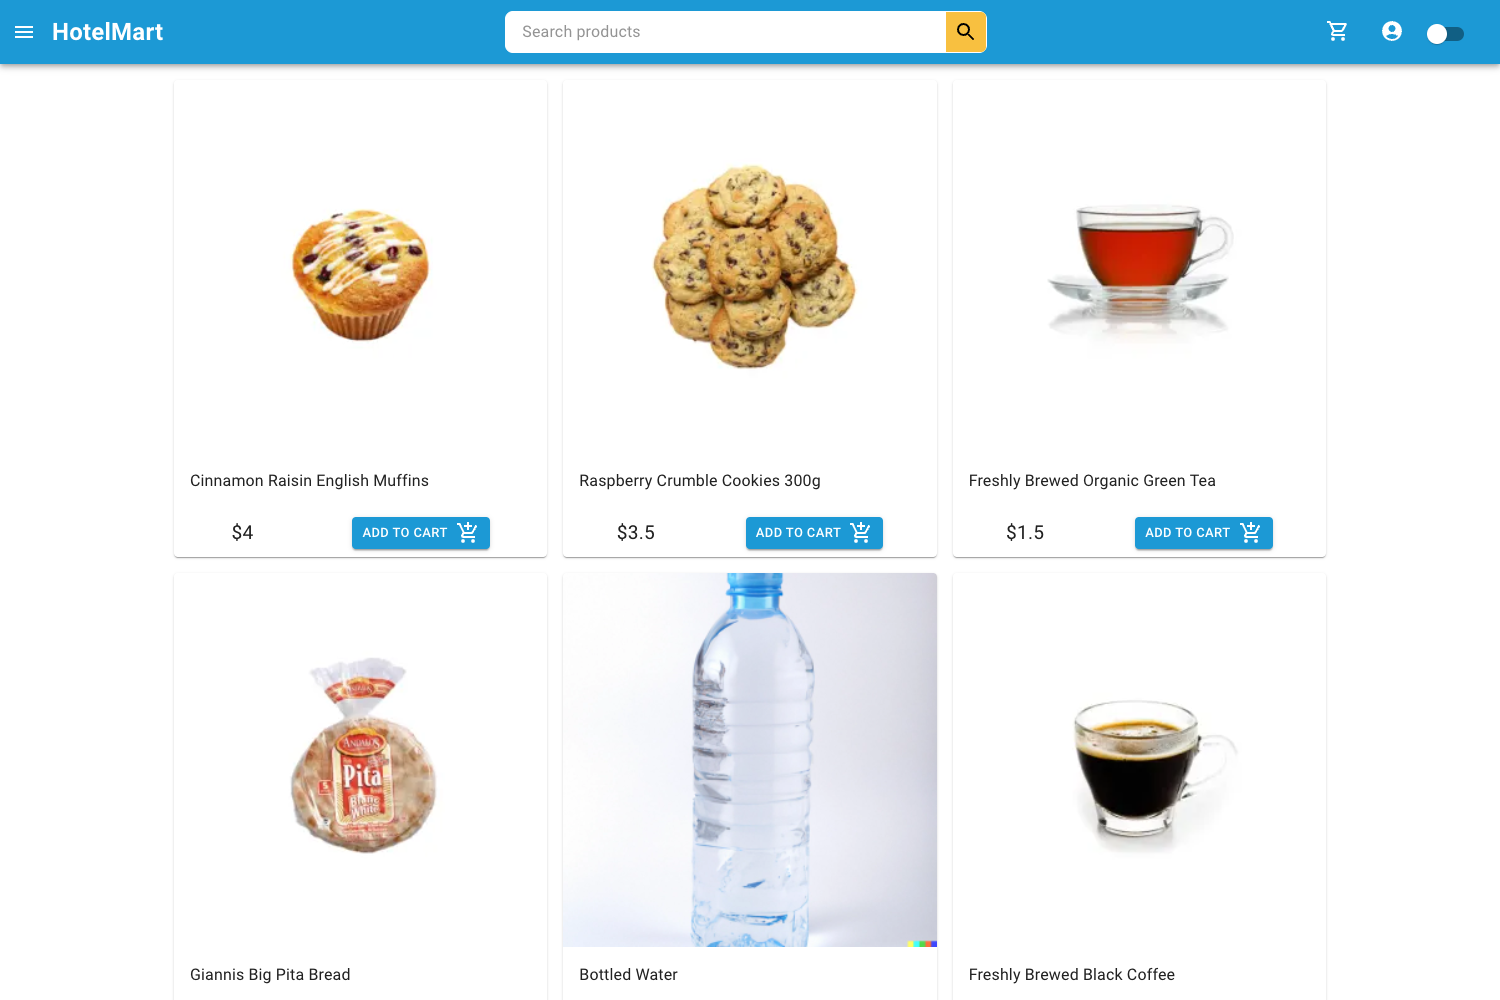 HotelMart
Search products
Cinnamon Raisin English Muffins
$4
ADD TO CART
Raspberry Crumble Cookies 300g
$3.5
ADD TO CART
Freshly Brewed Organic Green Tea
$1.5
ADD TO CART
Pita
Blanc
White
Giannis Big Pita Bread
Bottled Water
Freshly Brewed Black Coffee